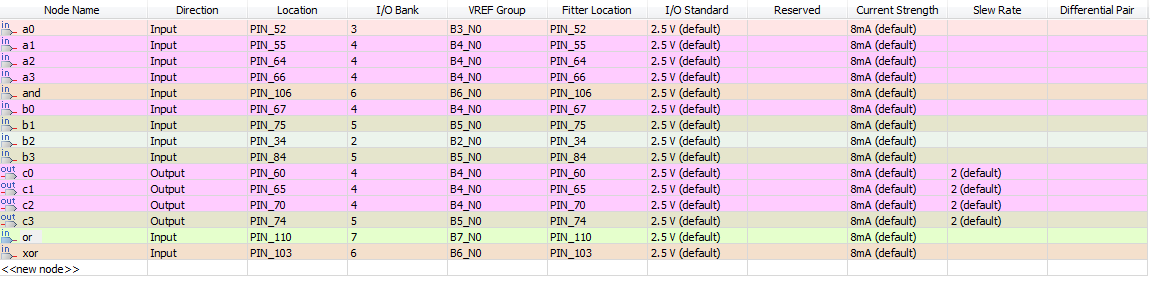 Node Name Direction Location I/O Bank VREF Group Fitter Location I/O Standard Reserved Current Strength Slew Rate Differential Pair
in a0 Input PIN_52 3 B3_N0 PIN_52 2.5 V (default) 8mA (default)
in a1 Input PIN_55 4 B4_N0 PIN_55 2.5 V (default) 8mA (default)
in a2 Input PIN_64 4 B4_N0 PIN_64 2.5 V (default) 8mA (default)
in a3 Input PIN_66 4 B4_N0 PIN_66 2.5 V (default) 8mA (default)
in and Input PIN_106 6 B6_N0 PIN_106 2.5 V (default) 8mA (default)
in b0 Input PIN_67 4 B4_N0 PIN_67 2.5 V (default) 8mA (default)
in b1 Input PIN_75 5 B5_N0 PIN_75 2.5 V (default) 8mA (default)
in b2 Input PIN_34 2 B2_N0 PIN_34 2.5 V (default) 8mA (default)
in b3 Input PIN_84 5 B5_N0 PIN_84 2.5 V (default) 8mA (default)
out c0 Output PIN_60 4 B4_N0 PIN_60 2.5 V (default) 8mA (default) 2 (default)
out c1 Output PIN_65 4 B4_N0 PIN_65 2.5 V (default) 8mA (default) 2 (default)
out c2 Output PIN_70 4 B4_N0 PIN_70 2.5 V (default) 8mA (default) 2 (default)
out c3 Output PIN_74 5 B5_N0 PIN_74 2.5 V (default) 8mA (default) 2 (default)
in or Input PIN_110 7 B7_N0 PIN_110 2.5 V (default) 8mA (default)
in xor Input PIN_103 6 B6_N0 PIN_103 2.5 V (default) 8mA (default)
<<new node>>